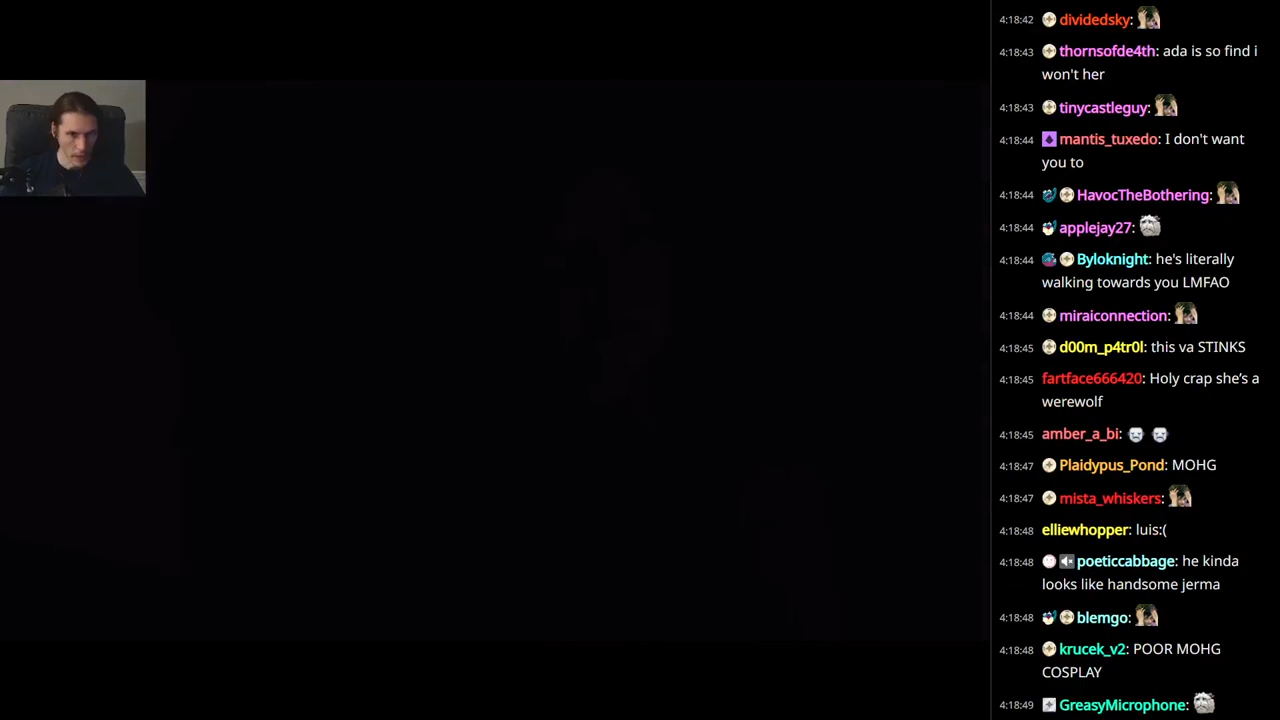 4:18:42 dividedsky:
4:18:43 thornsofde4th: ada is so find i
won't her
4:18:43 tinycastleguy:
4:18:44 mantis_tuxedo: I don't want
you to
4:18:44 HavocTheBothering:
4:18:44 applejay27:
4:18:44 Byloknight: he's literally
walking towards you LMFAO
4:18:44 miraiconnection:
4:18:45 d00m_p4tr0l: this va STINKS
4:18:45 fartface666420: Holy crap she’s a
werewolf
4:18:45 amber_a_bi:
4:18:47 Plaidypus_Pond: MOHG
4:18:47 mista_whiskers:
4:18:48 elliewhopper: luis:(
4:18:48 poeticcabbage: he kinda
looks like handsome jerma
4:18:48 blemgo:
4:18:48 krucek_v2: POOR MOHG
COSPLAY
4:18:49 GreasyMicrophone: